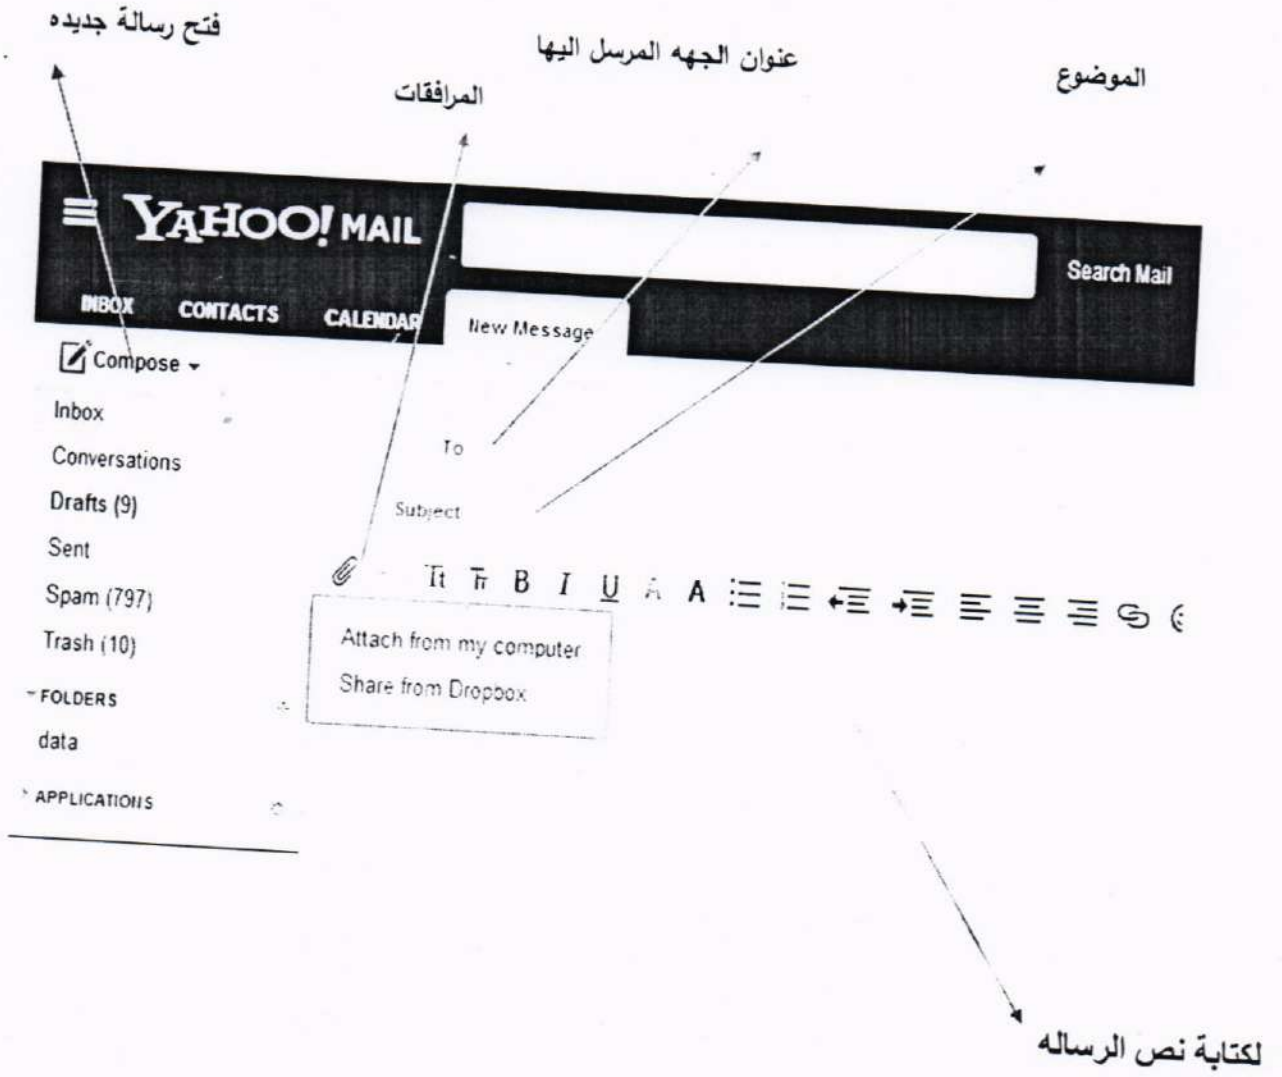 فتح رسالة جديده
عنوان الجهه المرسل اليها
الموضوع
المرافقات
YAHOO! MAIL
Search Mail
INBOX CONTACTS CALENDAR New Message
Compose
Inbox
To
Conversations
Subject
Drafts (9)
Sent
Tt Tr B I U A A
Spam (797)
Attach from my computer
Trash (10)
Share from Dropbox
FOLDERS
data
APPLICATIONS
لكتابة نص الرساله